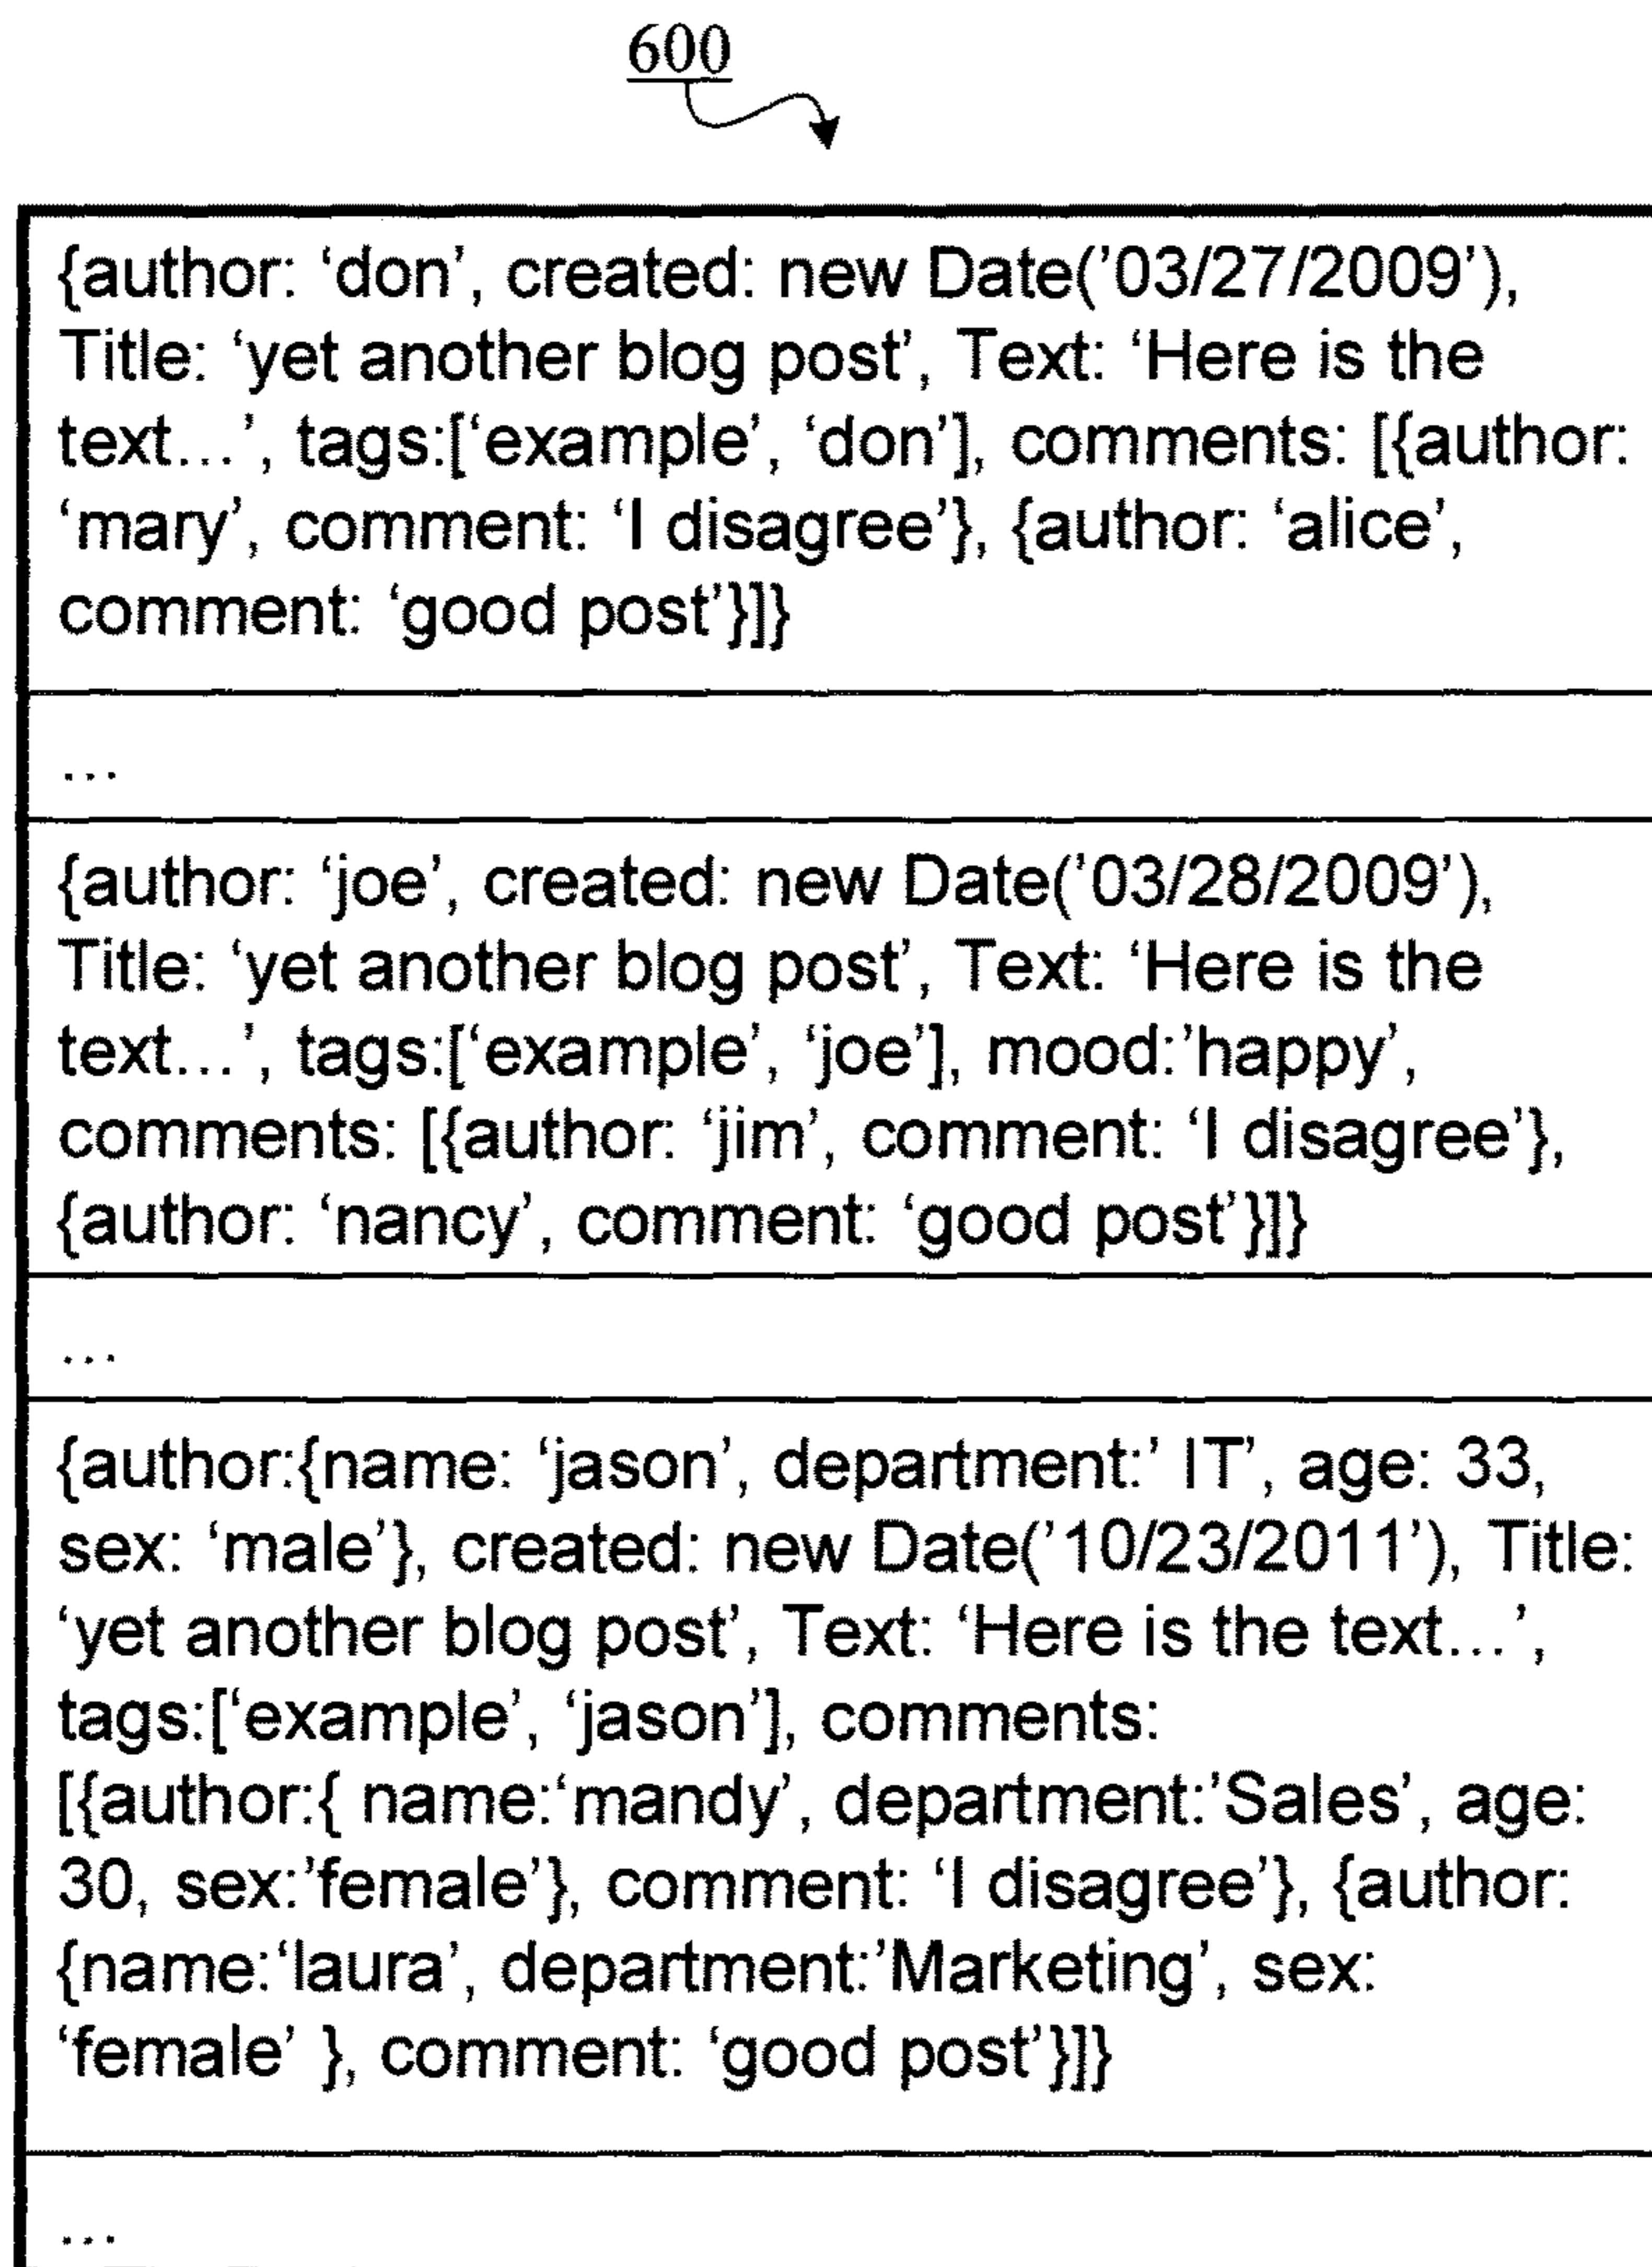 600
{author: ‘don’, created: new Date(’03/27/2009’),
Title: ‘yet another blog post’, Text: ‘Here is the
text...’, tags:[‘example’, ‘don’], comments: [{author:
‘mary’, comment: ‘I disagree’}, {author: ‘alice’,
comment: ‘good post’}]}
...
{author: ‘joe’, created: new Date(’03/28/2009’),
Title: ‘yet another blog post’, Text: ‘Here is the
text...’, tags:[‘example’, ‘joe’], mood:’happy’,
comments: [{author: ‘jim’, comment: ‘I disagree’},
{author: ‘nancy’, comment: ‘good post’}]}
...
{author:{name: ‘jason’, department:’ IT’, age: 33,
sex: ‘male’}, created: new Date(’10/23/2011’), Title:
‘yet another blog post’, Text: ‘Here is the text...’,
tags:[‘example’, ‘jason’], comments:
[{author:{ name:‘mandy’, department:’Sales’, age:
30, sex:’female’}, comment: ‘I disagree’}, {author:
{name:‘laura’, department:’Marketing’, sex:
‘female’ }, comment: ‘good post’}]}
...